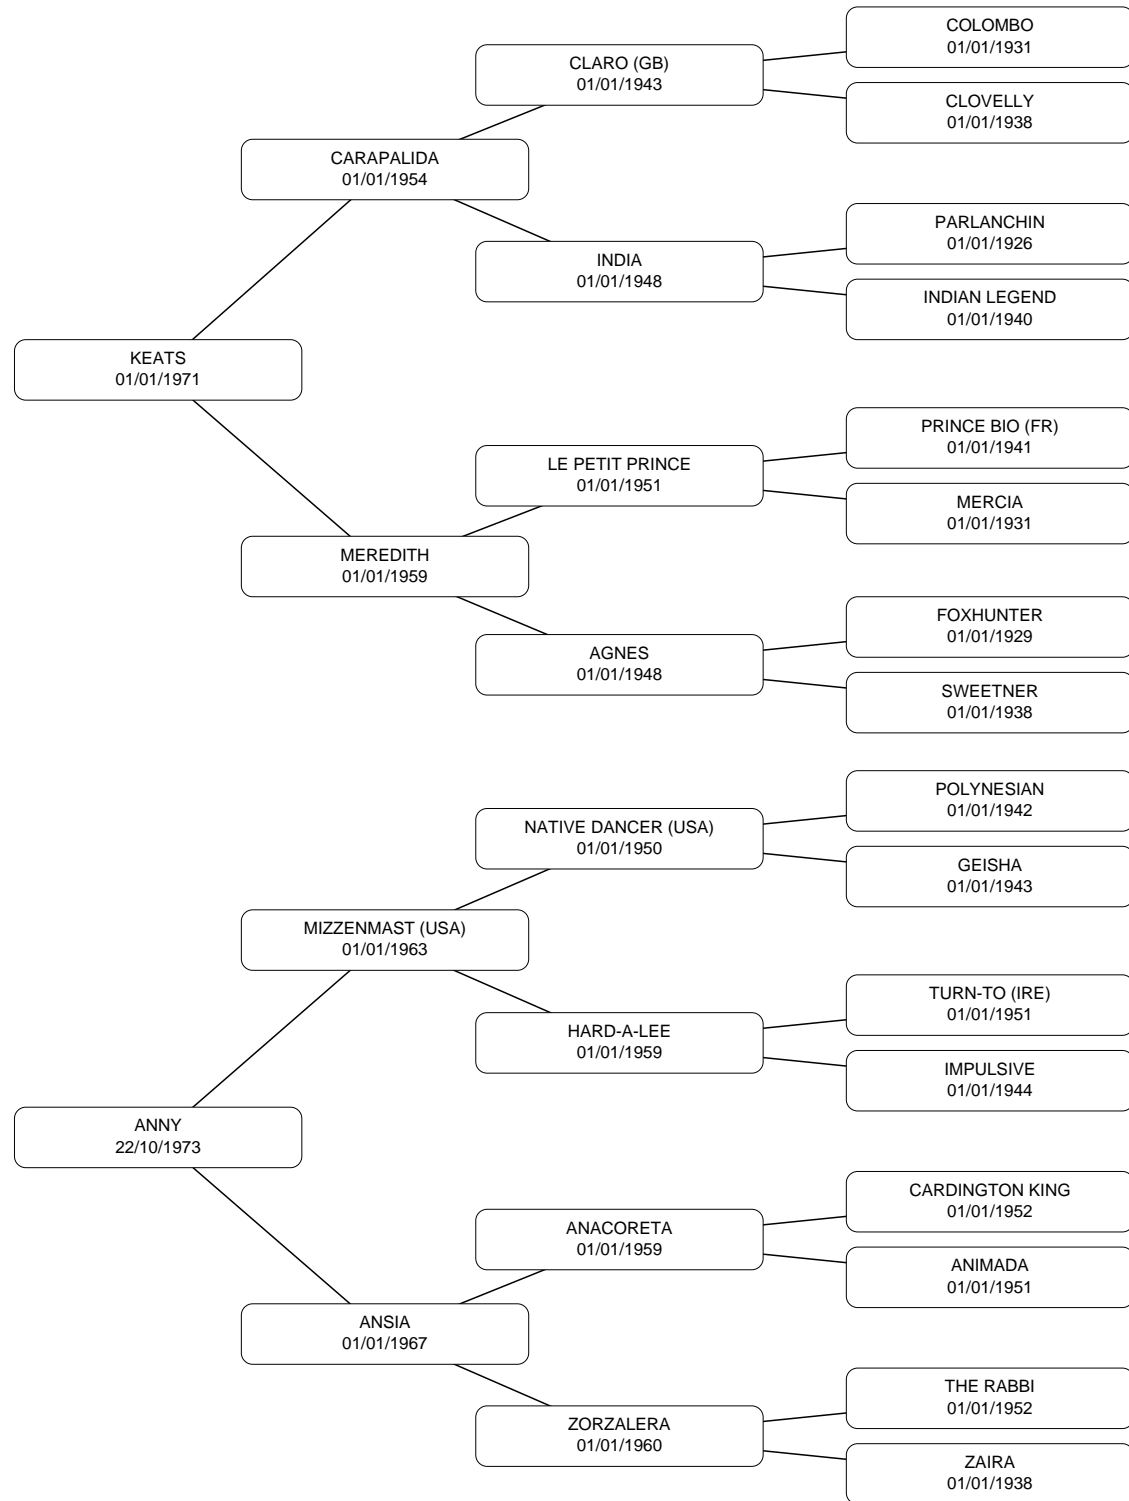 COLOMBO
01/01/1931
CLARO (GB)
01/01/1943
CLOVELLY
01/01/1938
CARAPALIDA
01/01/1954
PARLANCHIN
01/01/1926
INDIA
01/01/1948
INDIAN LEGEND
01/01/1940
KEATS
01/01/1971
PRINCE BIO (FR)
01/01/1941
LE PETIT PRINCE
01/01/1951
MERCIA
01/01/1931
MEREDITH
01/01/1959
FOXHUNTER
01/01/1929
AGNES
01/01/1948
SWEETNER
01/01/1938
POLYNESIAN
01/01/1942
NATIVE DANCER (USA)
01/01/1950
GEISHA
01/01/1943
MIZZENMAST (USA)
01/01/1963
TURN-TO (IRE)
01/01/1951
HARD-A-LEE
01/01/1959
IMPULSIVE
01/01/1944
ANNY
22/10/1973
CARDINGTON KING
01/01/1952
ANACORETA
01/01/1959
ANIMADA
01/01/1951
ANSIA
01/01/1967
THE RABBI
01/01/1952
ZORZALERA
01/01/1960
ZAIRA
01/01/1938